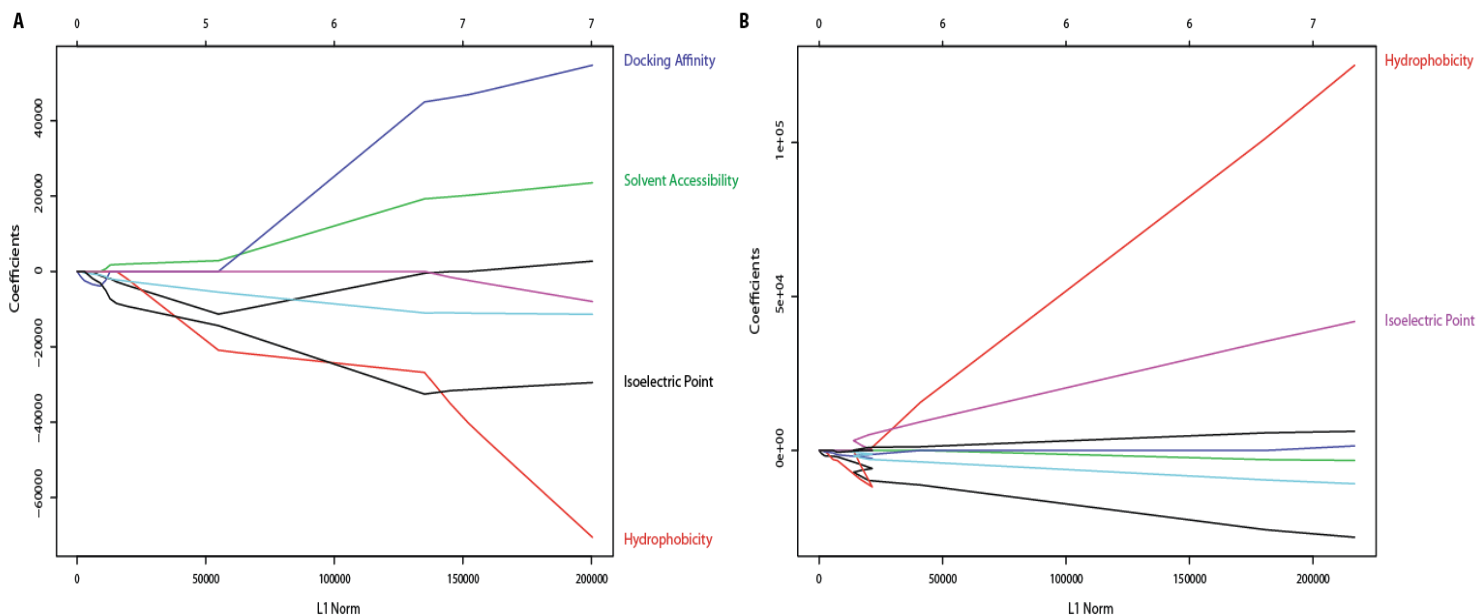 A
0 5 6 7 7
Docking Affinity
Solvent Accessibility
Isoelectric Point
Hydrophobicity
Coefficients
40000
20000
0
−20000
−40000
−60000
0 50000 100000 150000 200000
L1 Norm
B
0 6 6 6 7
Hydrophobicity
Isoelectric Point
Coefficients
1e+05
5e+04
0e+00
0 50000 100000 150000 200000
L1 Norm